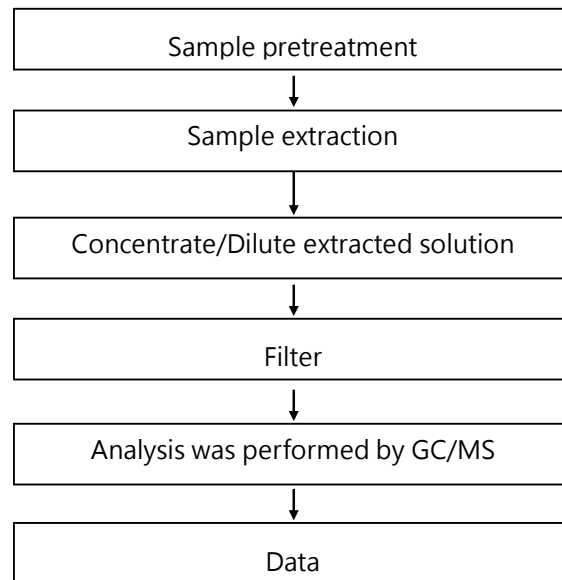 Sample pretreatment
Sample extraction
Concentrate/Dilute extracted solution
Filter
Analysis was performed by GC/MS
Data